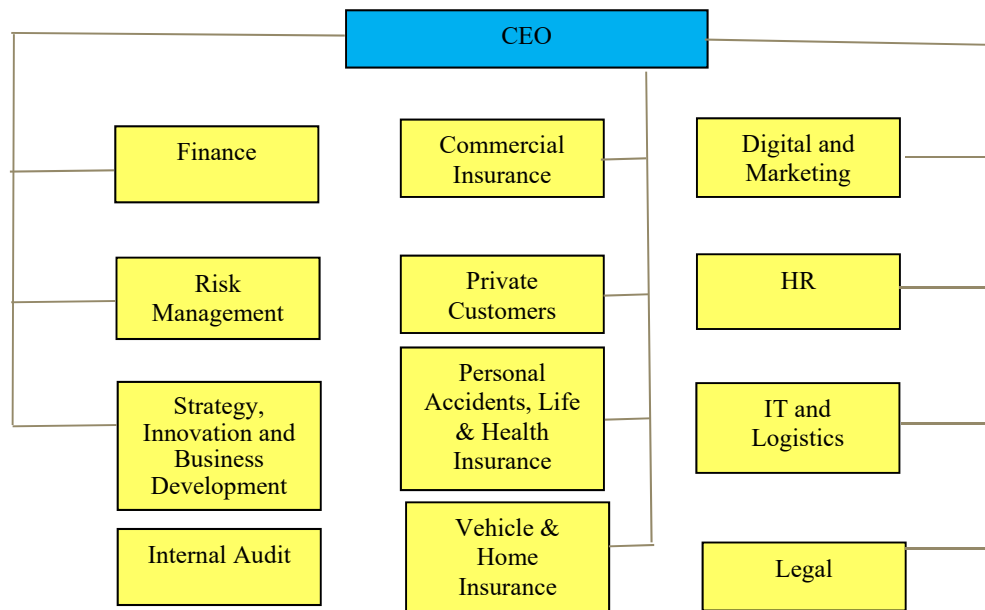 CEO
Finance
Commercial
Insurance
Digital and
Marketing
Risk
Management
Private
Customers
HR
Strategy,
Innovation and
Business
Development
Personal
Accidents, Life
& Health
Insurance
IT and
Logistics
Internal Audit
Vehicle &
Home
Insurance
Legal